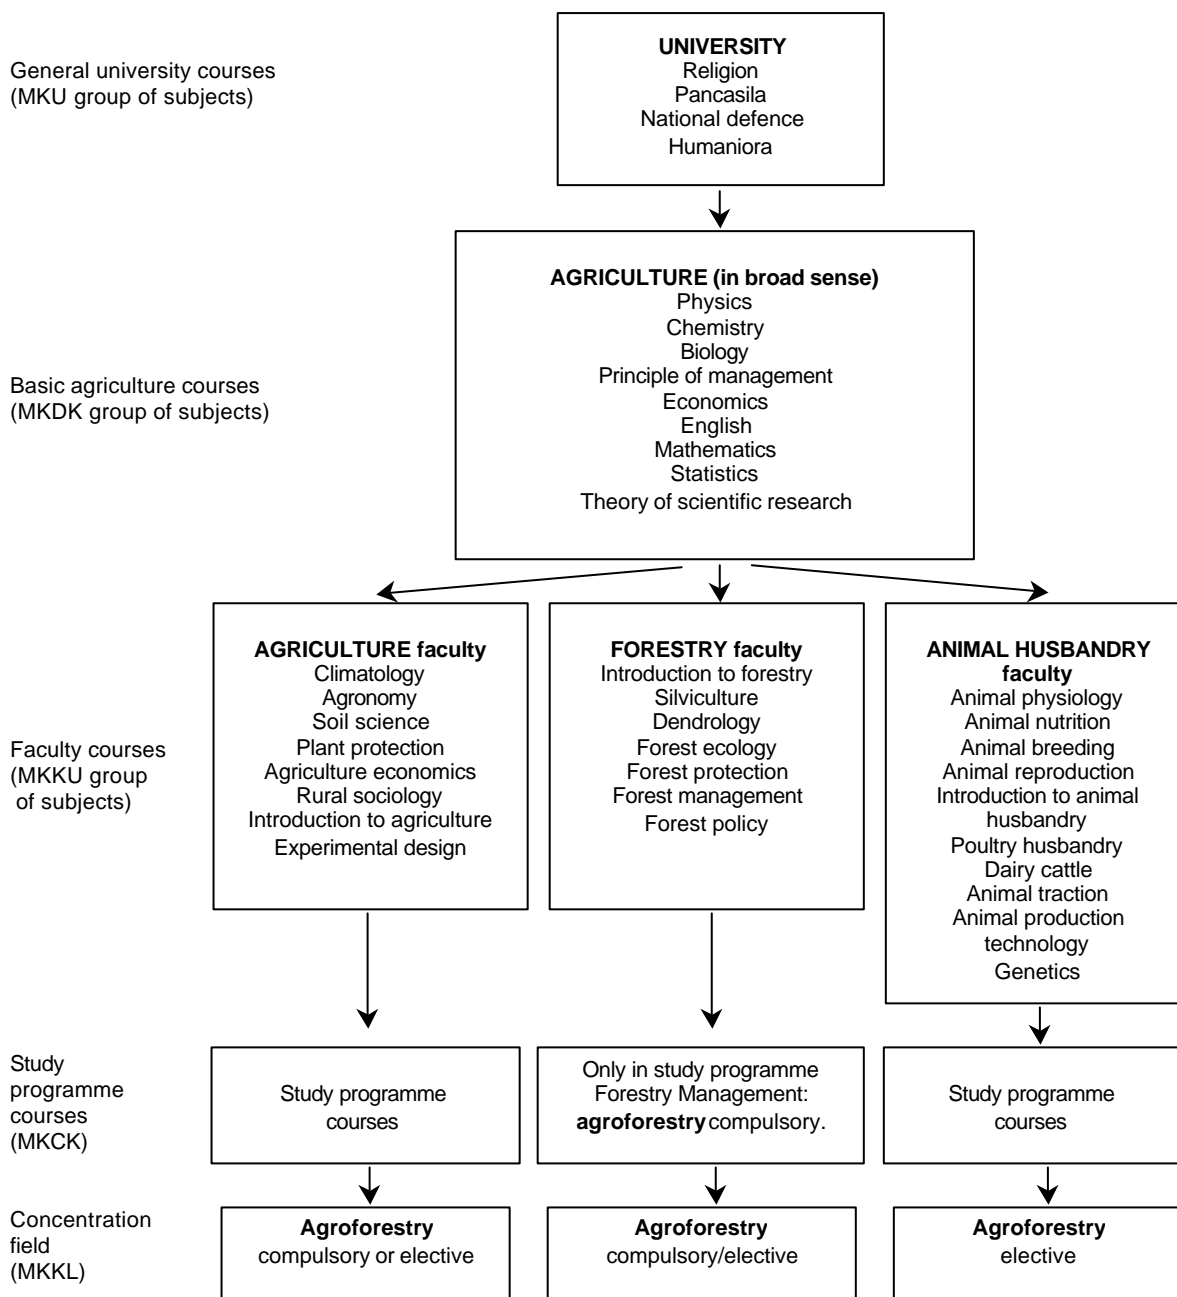 General university courses
(MKU group of subjects)
UNIVERSITY
Religion
Pancasila
National defence
Humaniora
Basic agriculture courses
(MKDK group of subjects)
AGRICULTURE (in broad sense)
Physics
Chemistry
Biology
Principle of management
Economics
English
Mathematics
Statistics
Theory of scientific research
Faculty courses
(MKKU group
of subjects)
AGRICULTURE faculty
Climatology
Agronomy
Soil science
Plant protection
Agriculture economics
Rural sociology
Introduction to agriculture
Experimental design
FORESTRY faculty
Introduction to forestry
Silviculture
Dendrology
Forest ecology
Forest protection
Forest management
Forest policy
ANIMAL HUSBANDRY
faculty
Animal physiology
Animal nutrition
Animal breeding
Animal reproduction
Introduction to animal
husbandry
Poultry husbandry
Dairy cattle
Animal traction
Animal production
technology
Genetics
Study
programme
courses
(MKCK)
Study programme
courses
Only in study programme
Forestry Management:
agroforestry compulsory.
Study programme
courses
Concentration
field
(MKKL)
Agroforestry
compulsory or elective
Agroforestry
compulsory/elective
Agroforestry
elective